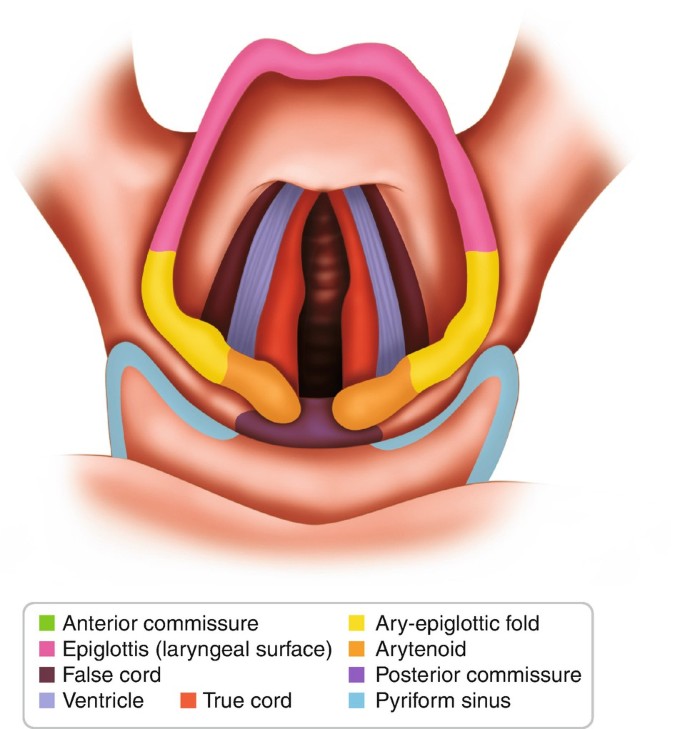 Anterior commissure
Epiglottis (laryngeal surface)
False cord
Ventricle True cord
Ary-epiglottic fold
Arytenoid
Posterior commissure
Pyriform sinus